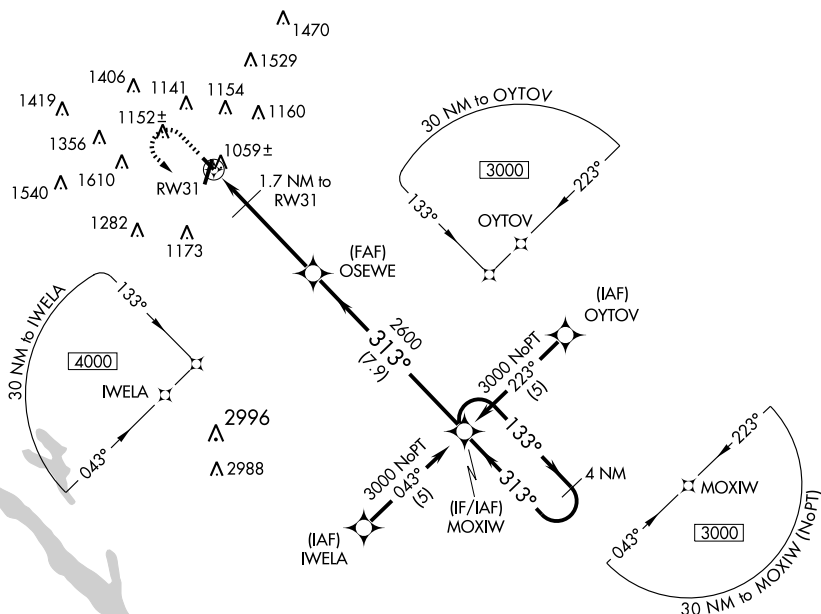 1470
1529
1406
1141
1154
1419
1160
1152±
1356
1059±
1610
RW31
1540
1.7 NM to
RW31
1282
1173
30 NM to OYTOV
3000
133°
223°
OYTOV
(FAF)
OSEWE
(IAF)
OYTOV
30 NM to IWELA
133°
4000
IWELA
043°
2600
313°
(7.9)
3000 NoPT
223°
(5)
2996
2988
133°
313°
4 NM
3000 NoPT
043°
(5)
(IF/IAF)
MOXIW
(IAF)
IWELA
223°
MOXIW
043°
3000
30 NM to MOXIW (NoPT)